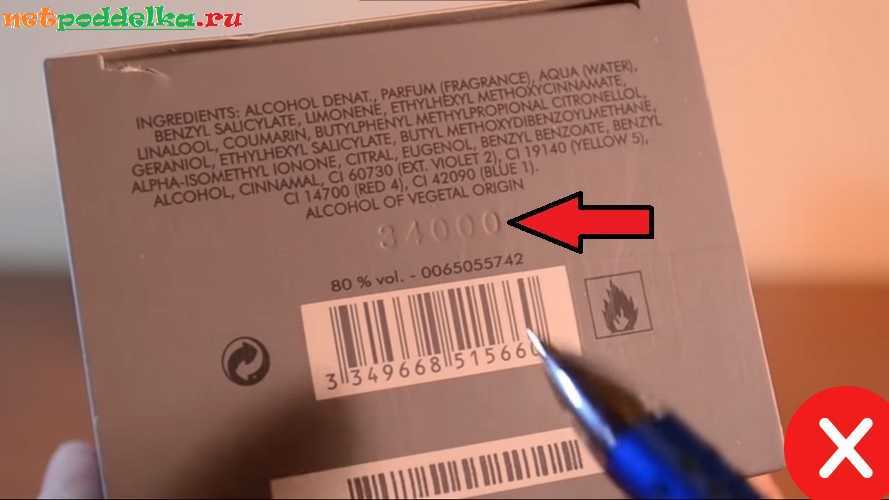 netpoddelka.ru
INGREDIENTS: ALCOHOL DENAT., PARFUM (FRAGRANCE), AQUA (WATER),
BENZYL SALICYLATE, LIMONENE, ETHYLHEXYL METHOXYCINNAMATE,
LINALOOL, COUMARIN, BUTYLPHENYL METHYLPROPIONAL CITRONELLOL,
GERANIOL, ETHYLHEXYL SALICYLATE, BUTYL METHOXYDIBENZOYLMETHANE,
ALPHA-ISOMETHYL IONONE, CITRAL, EUGENOL, BENZYL BENZOATE, BENZYL
ALCOHOL, CINNAMAL, CI 60730 (EXT. VIOLET 2), CI 19140 (YELLOW 5),
CI 14700 (RED 4), CI 42090 (BLUE 1).
ALCOHOL OF VEGETAL ORIGIN
34000
80 % vol. - 0065055742
3 349668 51566